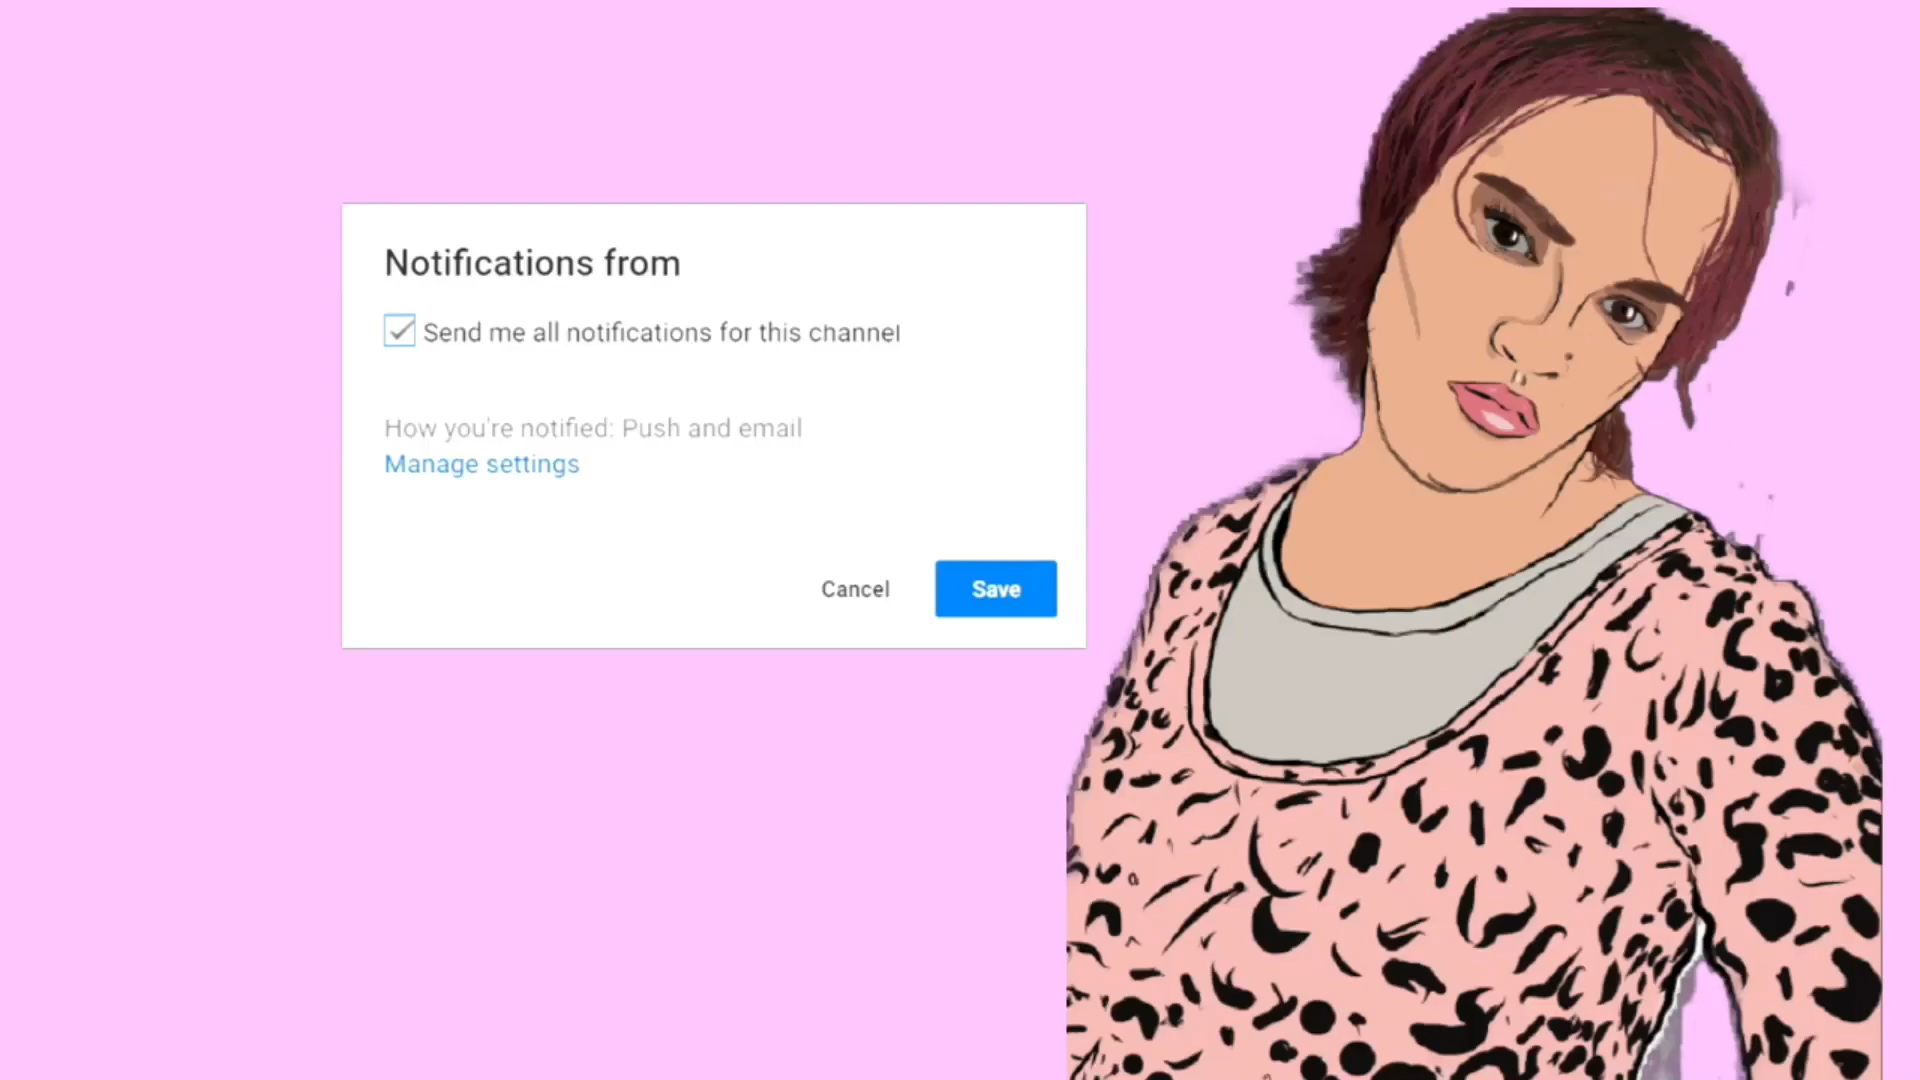 Notifications from
Send me all notifications for this channel
How you're notified: Push and email
Manage settings
Cancel
Save